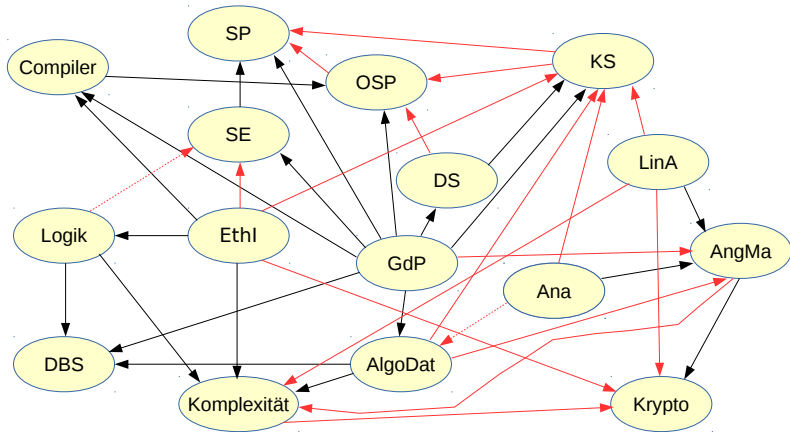 SP
KS
Compiler
OSP
SE
LinA
DS
Logik
EthI
GdP
AngMa
Ana
DBS
AlgoDat
Komplexität
Krypto